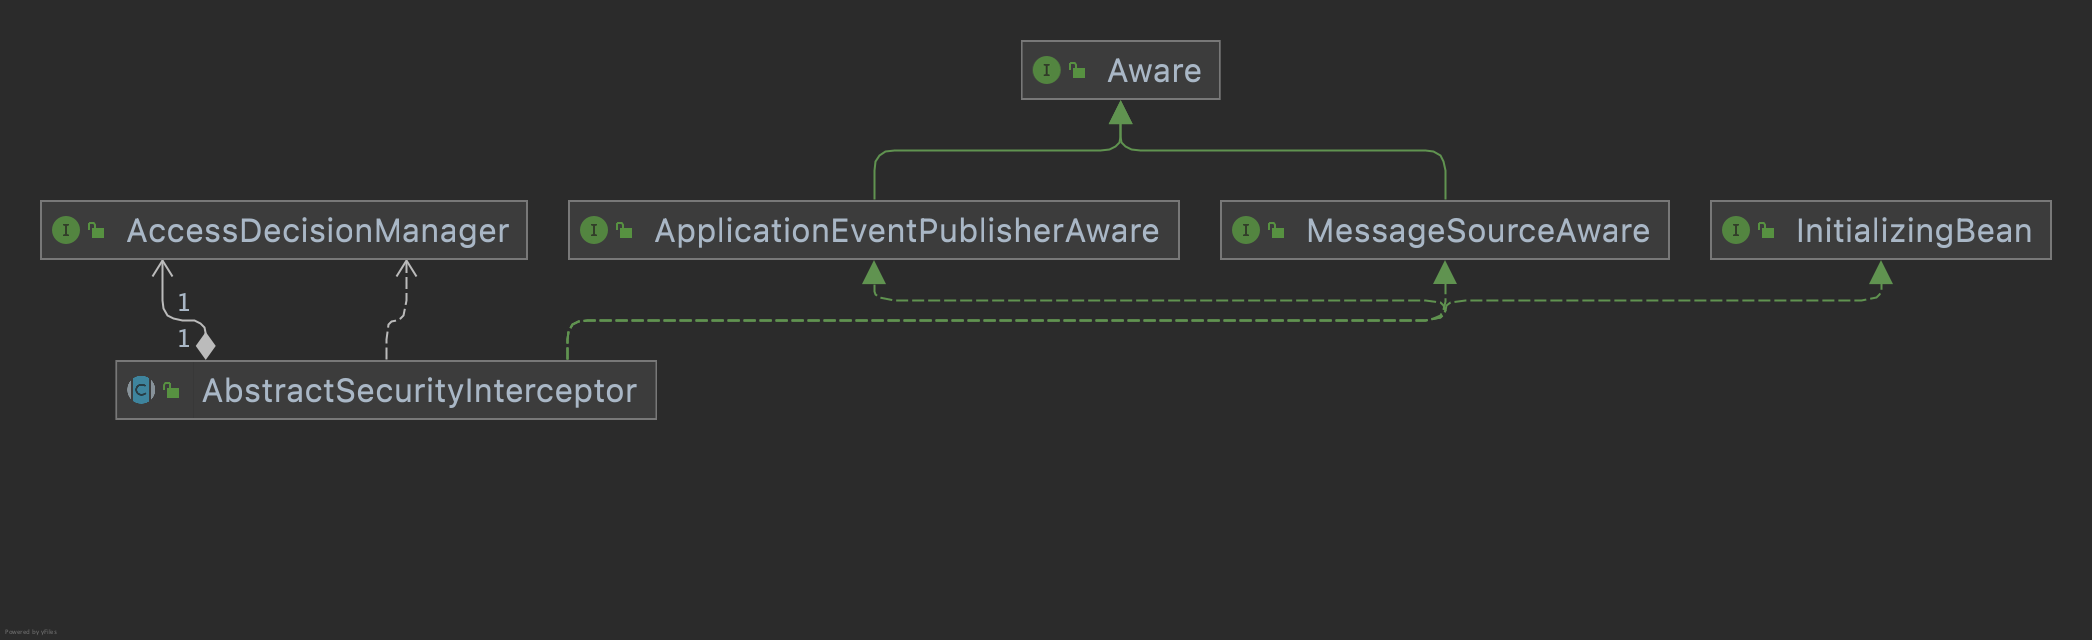 Aware
AccessDecisionManager
ApplicationEventPublisherAware
MessageSourceAware
InitializingBean
1
1
AbstractSecurityInterceptor
Powered by yFiles